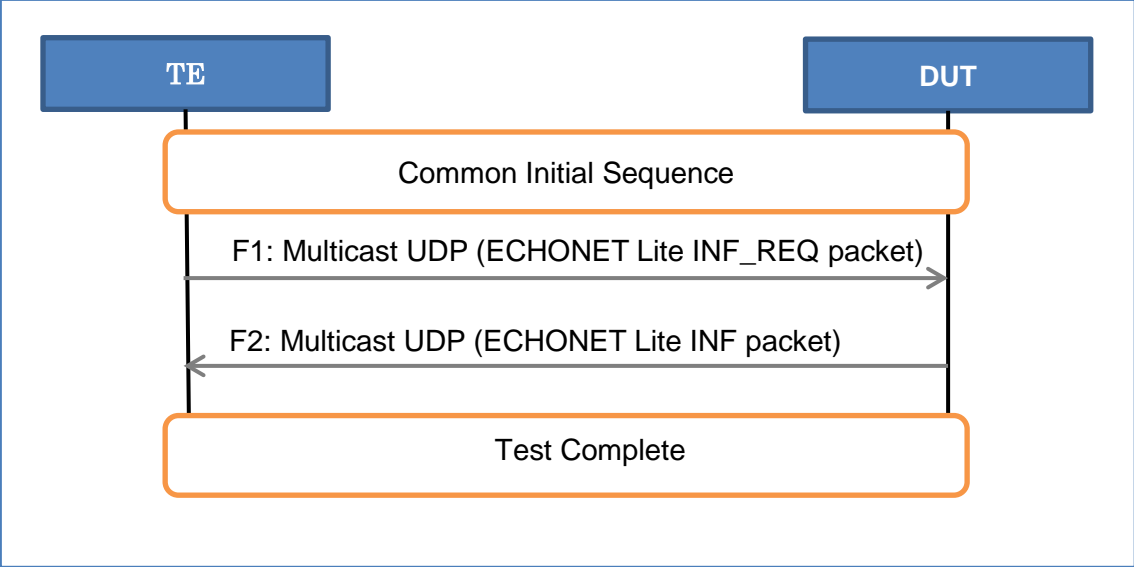 TE
DUT
Common Initial Sequence
F1: Multicast UDP (ECHONET Lite INF_REQ packet)
F2: Multicast UDP (ECHONET Lite INF packet)
Test Complete